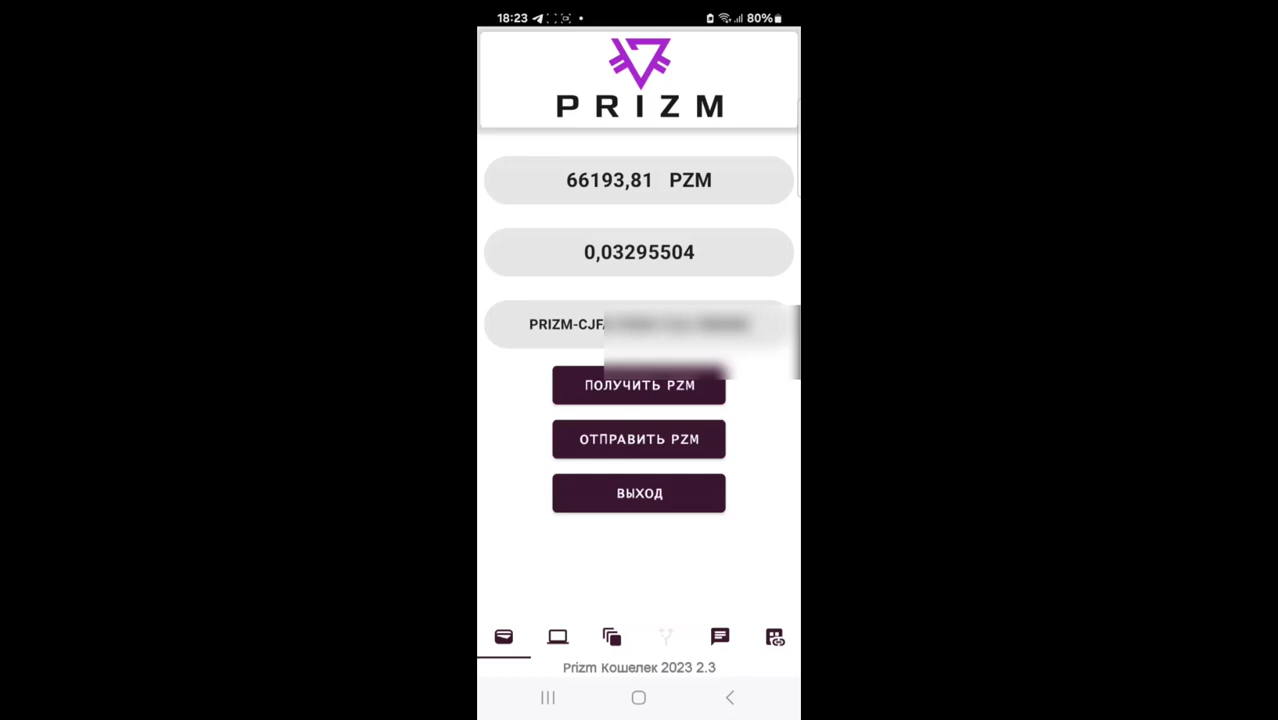 18:23 80%
PRIZM
66193,81 PZM
0,03295504
PRIZM-CJF
ПОЛУЧИТЬ PZM
ОТПРАВИТЬ PZM
ВЫХОД
Prizm Кошелек 2023 2.3